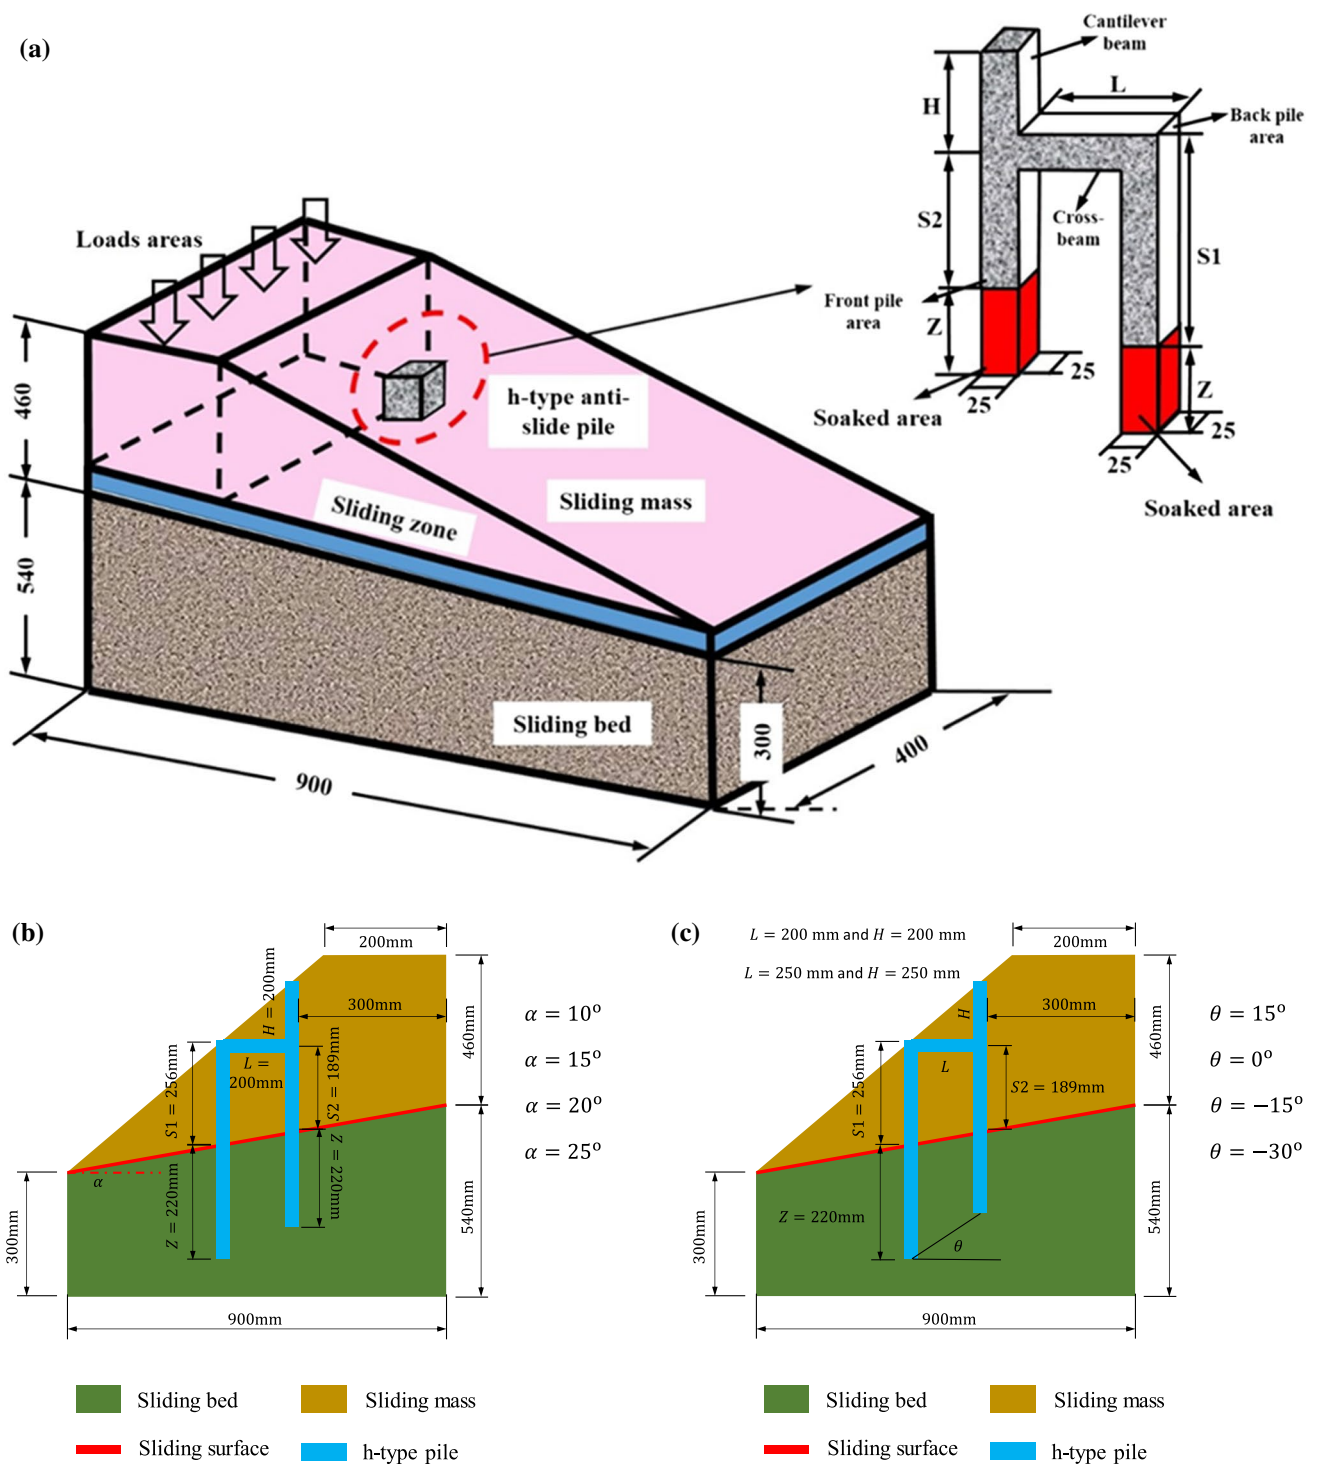 (a)
Cantilever
beam
H
L
Back pile
area
S2
Cross-
beam
S1
Loads areas
Front pile
area
Z
Z
25
25
25
25
Soaked area
Soaked area
460
540
h-type anti-
slide pile
Sliding zone
Sliding mass
Sliding bed
300
400
900
(b)
200mm
H = 200mm
300mm
460mm
L =
200mm
S1 = 256mm
S2 = 189mm
α
Z = 220mm
Z = 220mm
300mm
540mm
900mm
α = 10°
α = 15°
α = 20°
α = 25°
Sliding bed
Sliding mass
Sliding surface
h-type pile
(c)
L = 200 mm and H = 200 mm
L = 250 mm and H = 250 mm
200mm
H
300mm
460mm
L
S1 = 256mm
S2 = 189mm
Z = 220mm
θ
300mm
540mm
900mm
θ = 15°
θ = 0°
θ = −15°
θ = −30°
Sliding bed
Sliding mass
Sliding surface
h-type pile